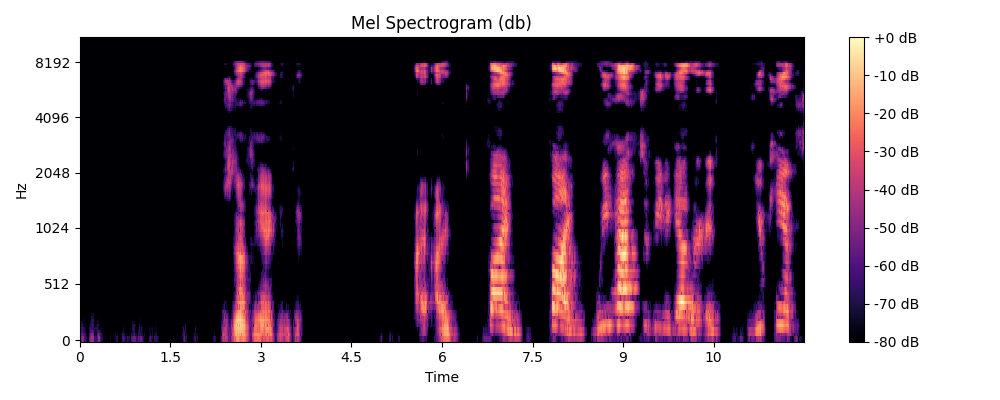 Mel Spectrogram (db)
Hz
8192
4096
2048
1024
512
0
0 1.5 3 4.5 6 7.5 9 10
Time
+0 dB
-10 dB
-20 dB
-30 dB
-40 dB
-50 dB
-60 dB
-70 dB
-80 dB